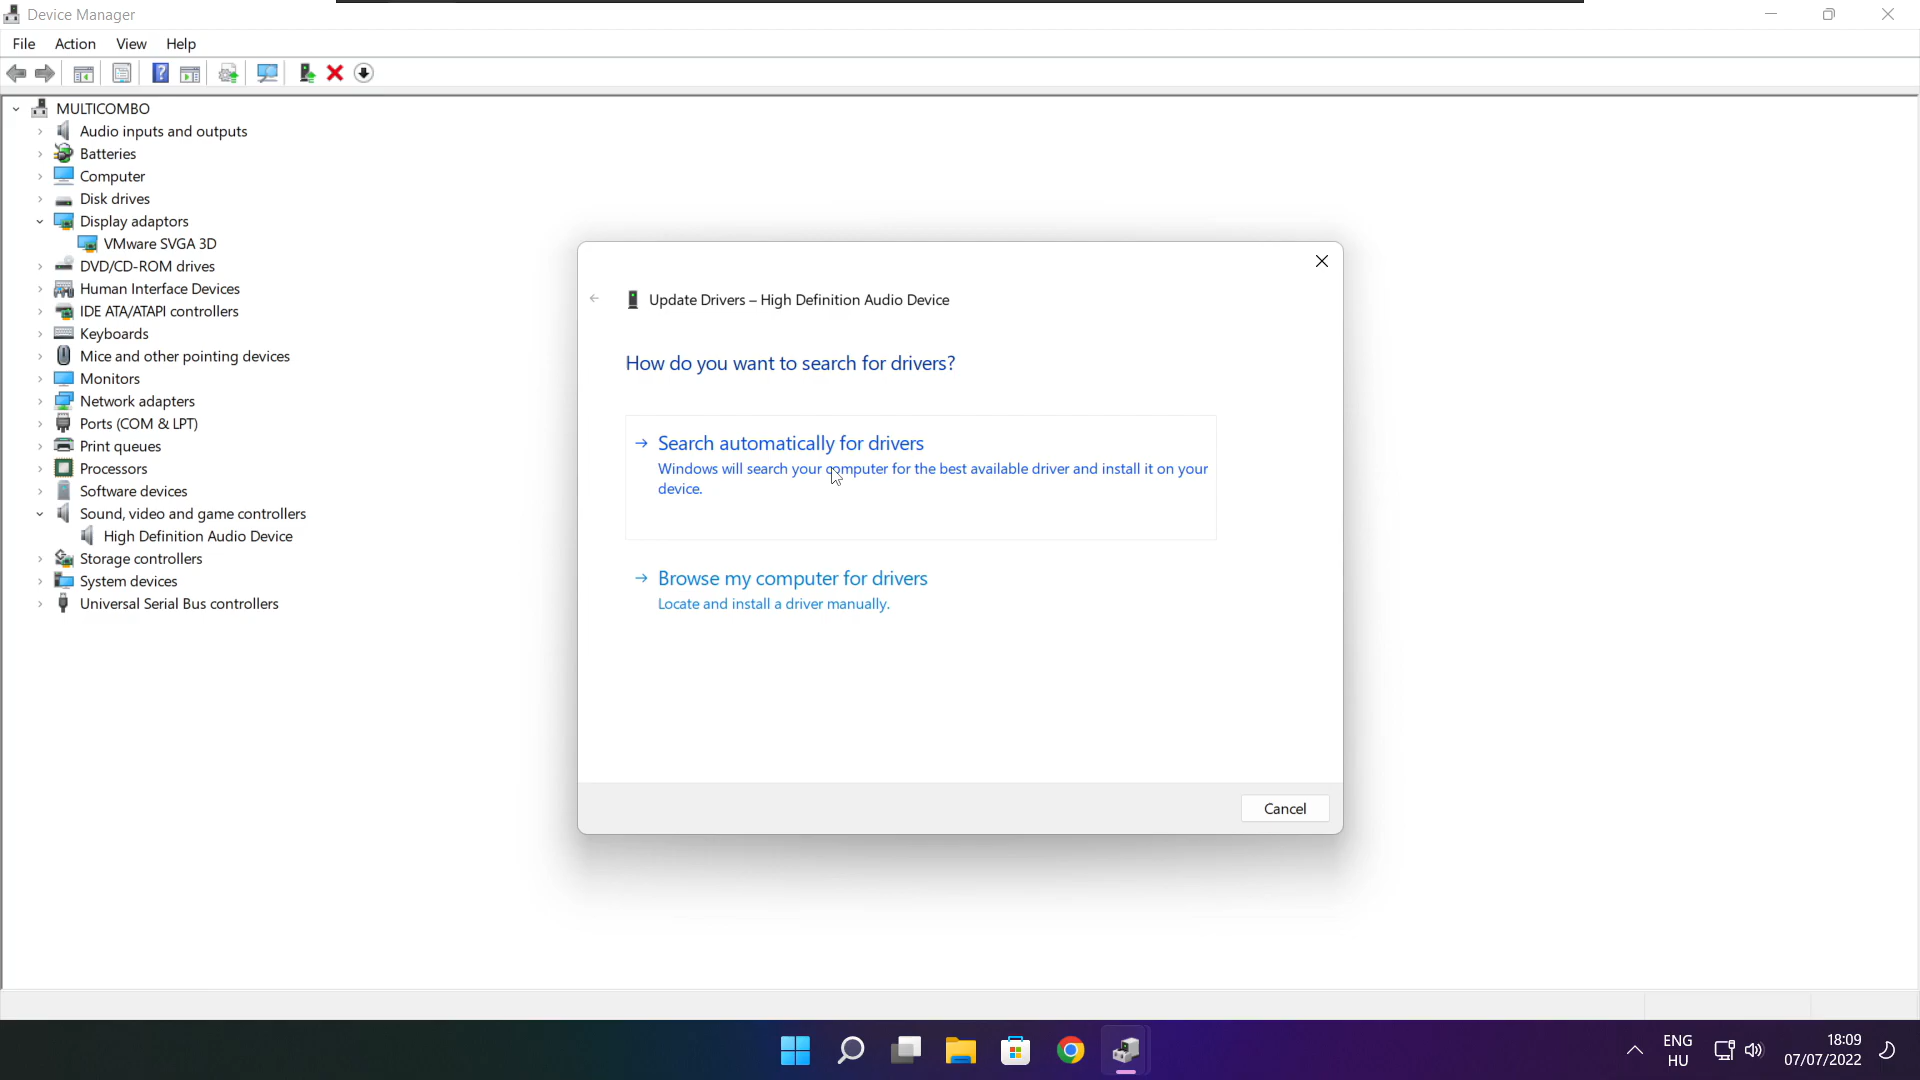 Device Manager
File Action View Help
MULTICOMBO
Audio inputs and outputs
Batteries
Computer
Disk drives
Display adaptors
VMware SVGA 3D
DVD/CD-ROM drives
Human Interface Devices
IDE ATA/ATAPI controllers
Keyboards
Mice and other pointing devices
Monitors
Network adapters
Ports (COM & LPT)
Print queues
Processors
Software devices
Sound, video and game controllers
High Definition Audio Device
Storage controllers
System devices
Universal Serial Bus controllers
Update Drivers – High Definition Audio Device
How do you want to search for drivers?
Search automatically for drivers
Windows will search your computer for the best available driver and install it on your
device.
Browse my computer for drivers
Locate and install a driver manually.
Cancel
ENG
HU
18:09
07/07/2022